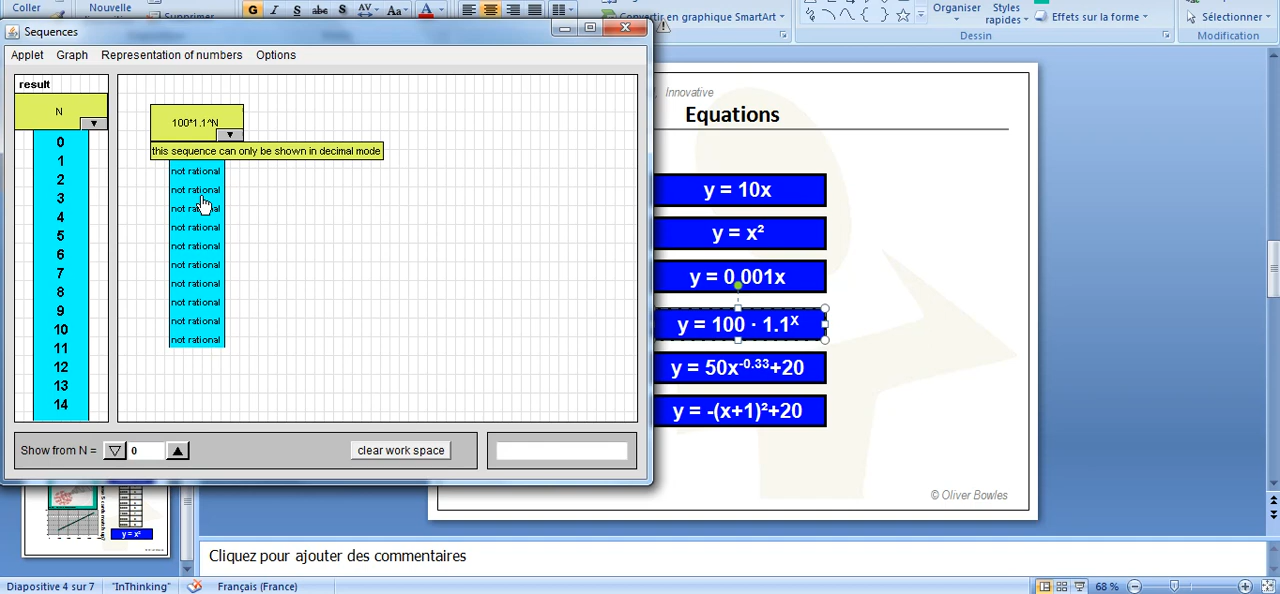 Coller
Nouvelle
Supprimer
G I S abc S AV Aa A
Convertir en graphique SmartArt
Organiser
Styles
rapides
Effets sur la forme
Sélectionner
Dessin
Modification
Sequences
Applet Graph Representation of numbers Options
result
N
0
1
2
3
4
5
6
7
8
9
10
11
12
13
14
100*1.1^N
this sequence can only be shown in decimal mode
not rational
not rational
not rational
not rational
not rational
not rational
not rational
not rational
not rational
not rational
Show from N = 0
clear work space
Innovative
Equations
y = 10x
y = x²
y = 0.001x
y = 100 · 1.1ˣ
y = 50x⁻⁰·³³+20
y = -(x+1)²+20
© Oliver Bowles
y = x²
Cliquez pour ajouter des commentaires
Diapositive 4 sur 7 "InThinking" Français (France) 68 %